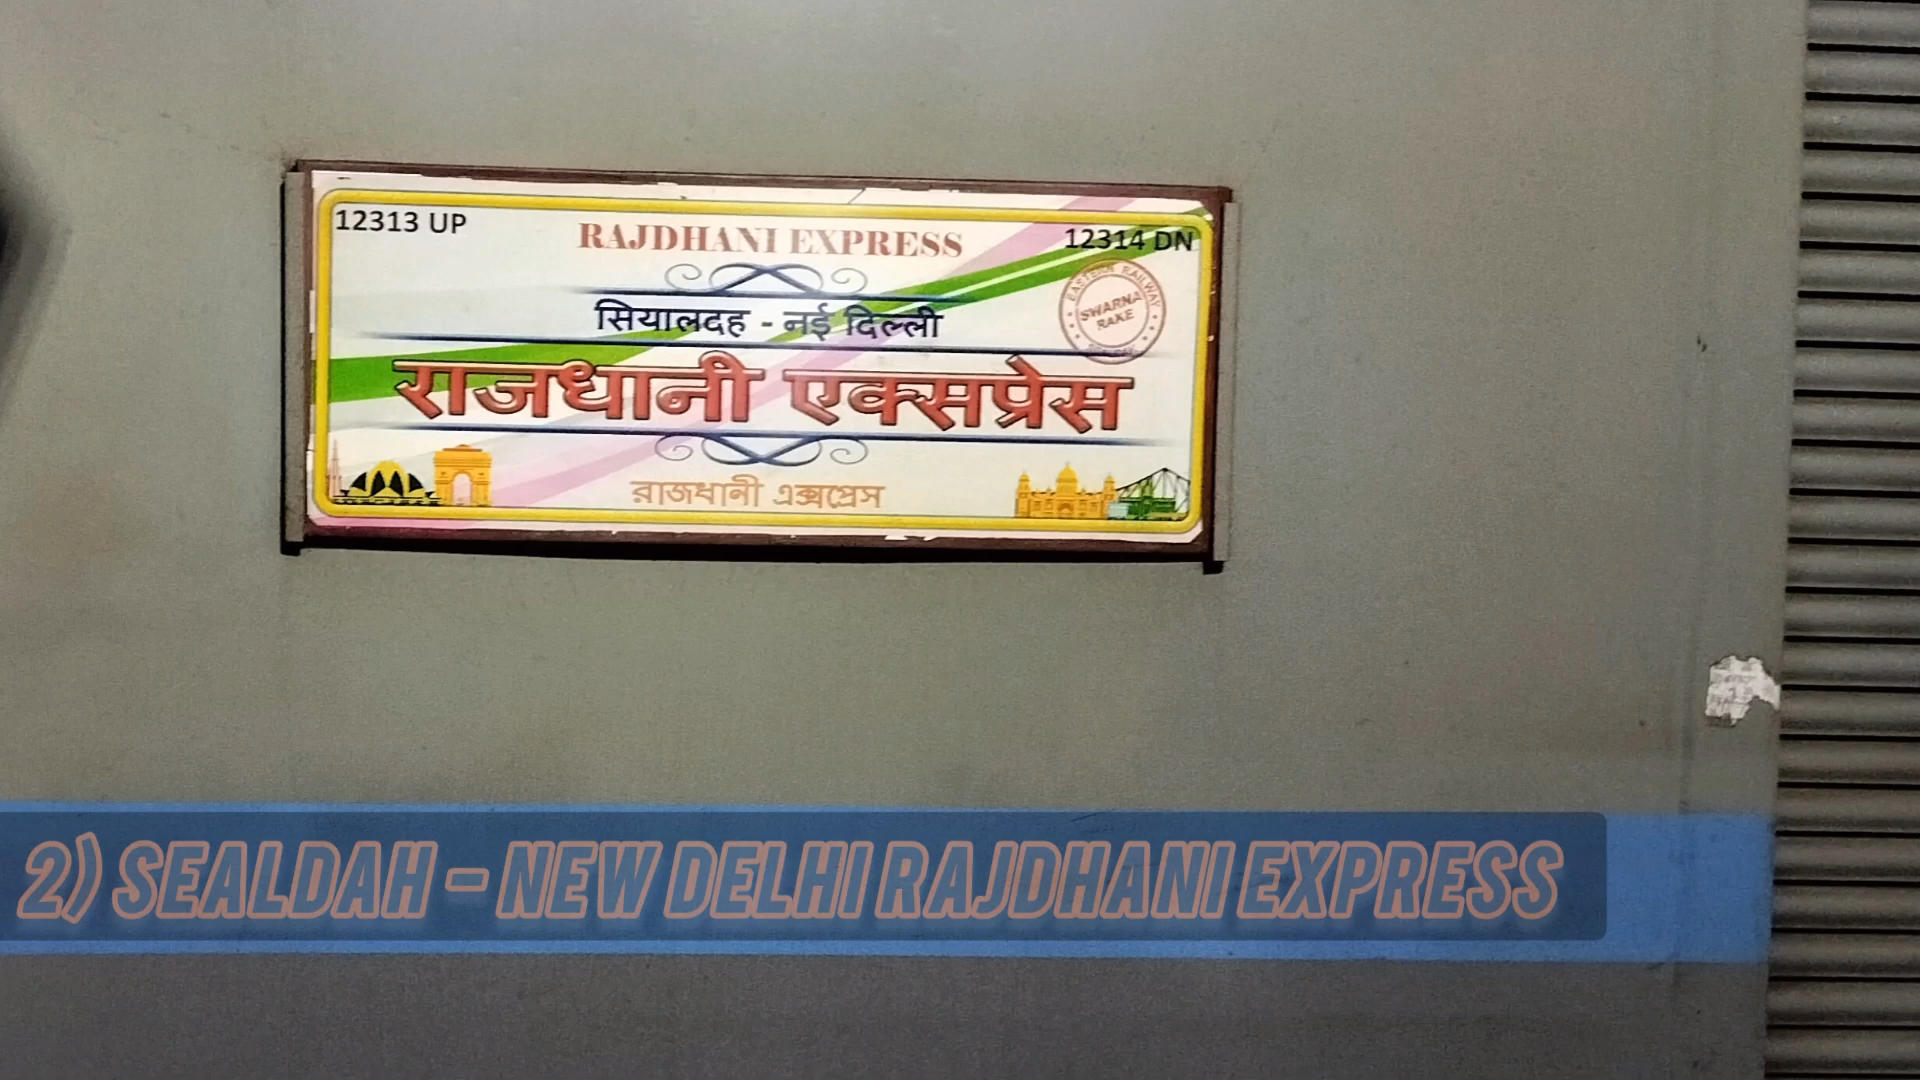 12313 UP
RAJDHANI EXPRESS
12314 DN
सियालदह - नई दिल्ली
EASTERN RAILWAY
SWARNA
RAKE
राजधानी एक्सप्रेस
রাজধানী এক্সপ্রেস
2) SEALDAH - NEW DELHI RAJDHANI EXPRESS